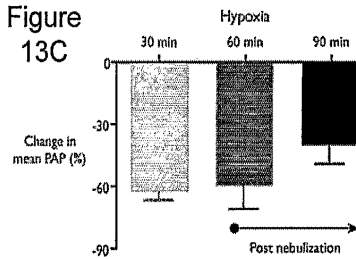 Figure
13C
Hypoxia
30 min 60 min 90 min
0
-30
Change in
mean PAP (%)
-60
-90
Post nebulization